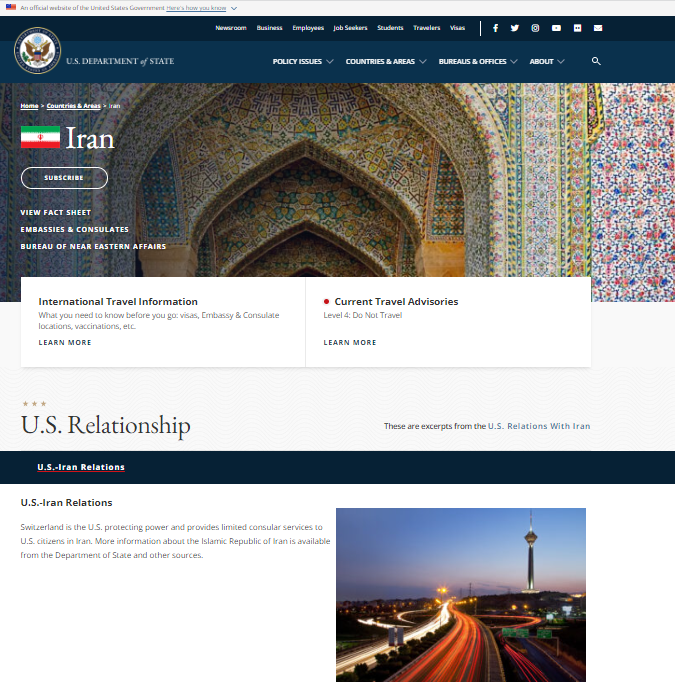 An official website of the United States Government Here's how you know
Newsroom Business Employees Job Seekers Students Travelers Visas
U.S. DEPARTMENT of STATE
POLICY ISSUES COUNTRIES & AREAS BUREAUS & OFFICES ABOUT
Home > Countries & Areas > Iran
Iran
SUBSCRIBE
VIEW FACT SHEET
EMBASSIES & CONSULATES
BUREAU OF NEAR EASTERN AFFAIRS
International Travel Information
What you need to know before you go: visas, Embassy & Consulate
locations, vaccinations, etc.
LEARN MORE
Current Travel Advisories
Level 4: Do Not Travel
LEARN MORE
U.S. Relationship
These are excerpts from the U.S. Relations With Iran
U.S.-Iran Relations
U.S.-Iran Relations
Switzerland is the U.S. protecting power and provides limited consular services to
U.S. citizens in Iran. More information about the Islamic Republic of Iran is available
from the Department of State and other sources.